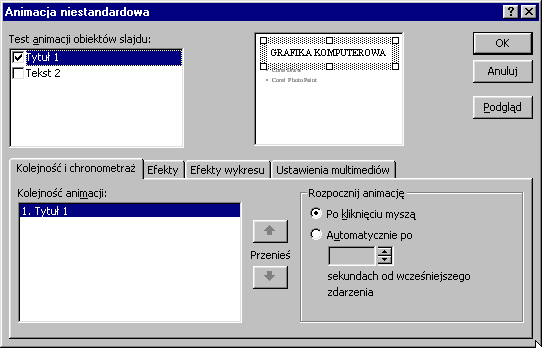 Animacja niestandardowa
Test animacji obiektów slajdu:
Tytuł 1
Tekst 2
GRAFIKA KOMPUTEROWA
Corel PhotoPaint
OK
Anuluj
Podgląd
Kolejność i chronometraż
Efekty
Efekty wykresu
Ustawienia multimediów
Kolejność animacji:
1. Tytuł 1
Przenieś
Rozpocznij animację
Po kliknięciu myszą
Automatycznie po
sekundach od wcześniejszego
zdarzenia